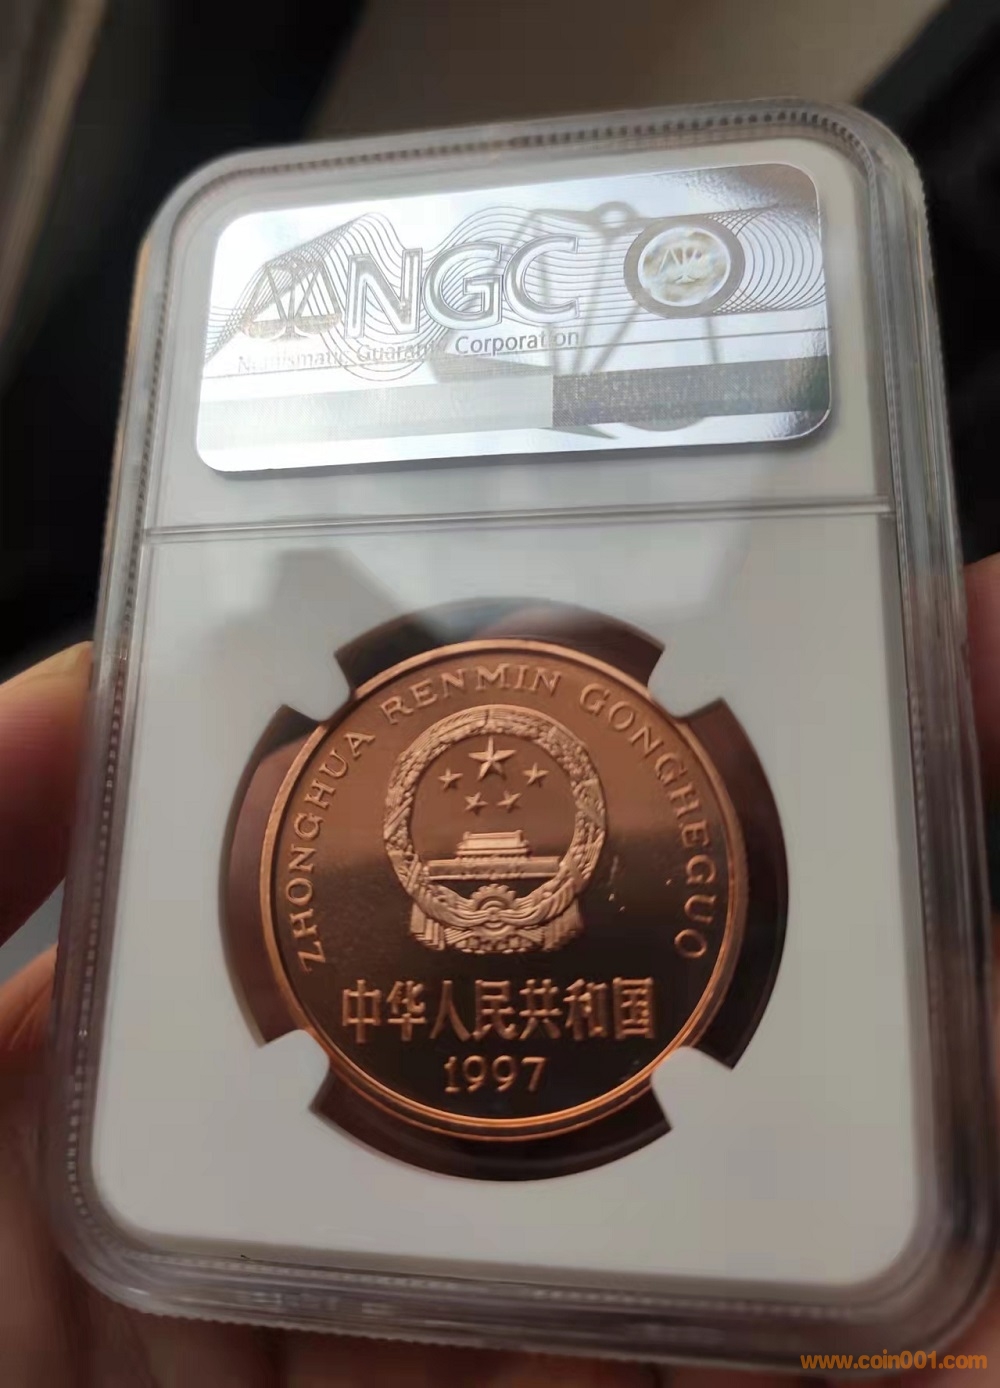 NGC
Numismatic Guaranty Corporation
ZHONGHUA RENMIN GONGHEGUO
中华人民共和国
1997
www.coin001.com